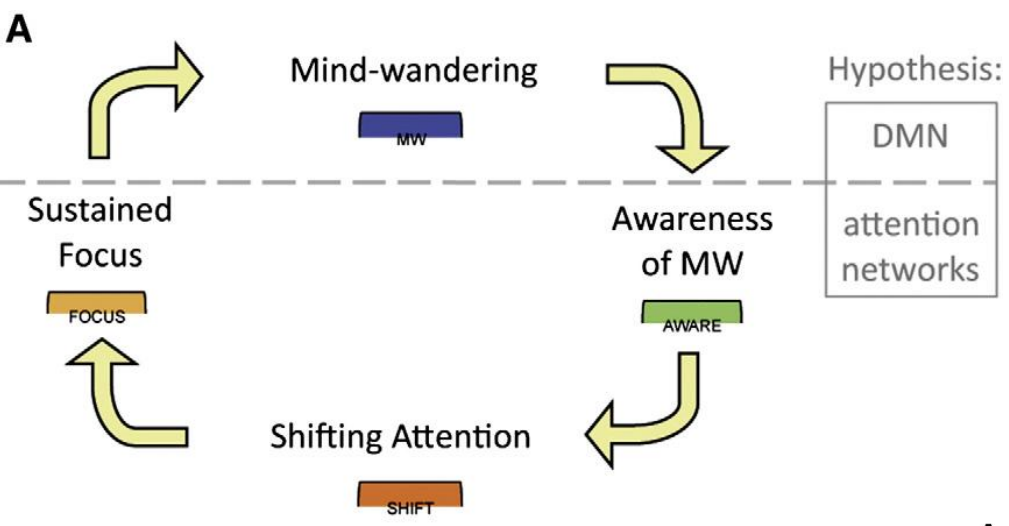 A
Mind-wandering
MW
Hypothesis:
DMN
attention
networks
Sustained
Focus
FOCUS
Awareness
of MW
AWARE
Shifting Attention
SHIFT